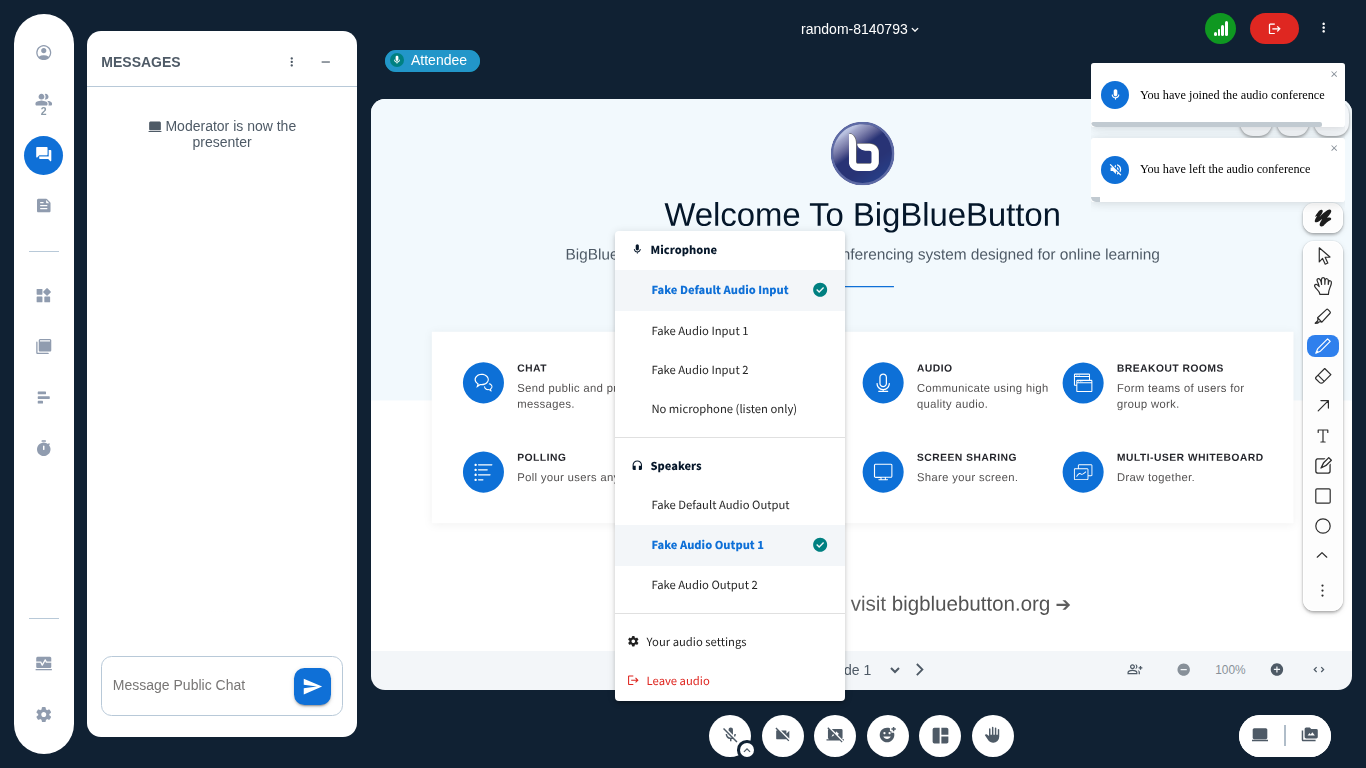 random-8140793
Attendee
2
MESSAGES
Moderator is now the
presenter
Message Public Chat
You have joined the audio conference
You have left the audio conference
Welcome To BigBlueButton
nferencing system designed for online learning
CHAT
Send public and
messages.
POLLING
Poll your users
AUDIO
Communicate using high
quality audio.
BREAKOUT ROOMS
Form teams of users for
group work.
SCREEN SHARING
Share your screen.
MULTI-USER WHITEBOARD
Draw together.
visit bigbluebutton.org →
Microphone
Fake Default Audio Input
Fake Audio Input 1
Fake Audio Input 2
No microphone (listen only)
Speakers
Fake Default Audio Output
Fake Audio Output 1
Fake Audio Output 2
Your audio settings
Leave audio
de 1
100%